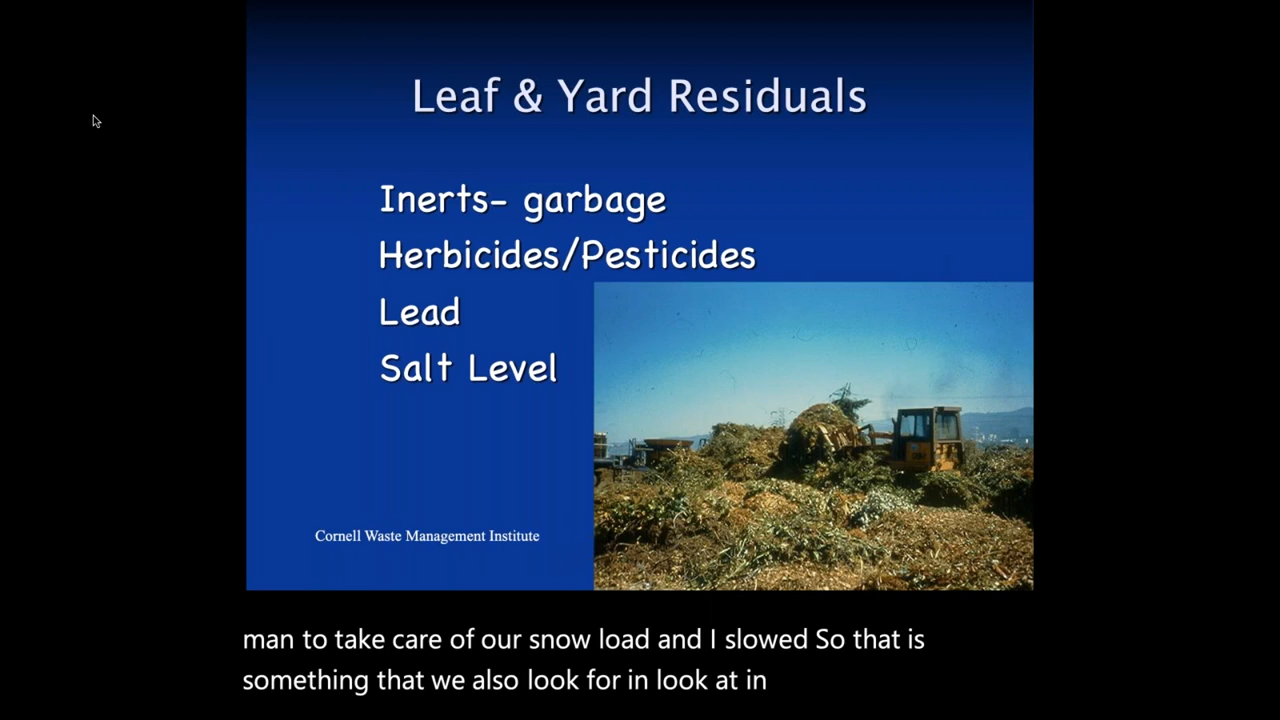 Leaf & Yard Residuals
Inerts- garbage
Herbicides/Pesticides
Lead
Salt Level
Cornell Waste Management Institute
man to take care of our snow load and I slowed So that is
something that we also look for in look at in